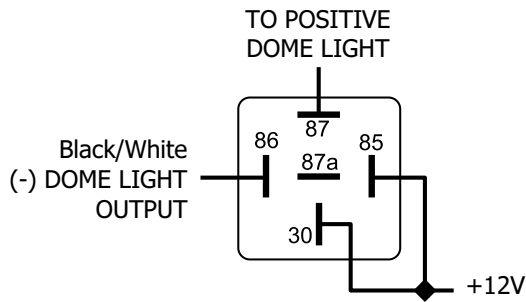 TO POSITIVE
DOME LIGHT
87
86
85
Black/White
87a
(-) DOME LIGHT
OUTPUT
30
+12V